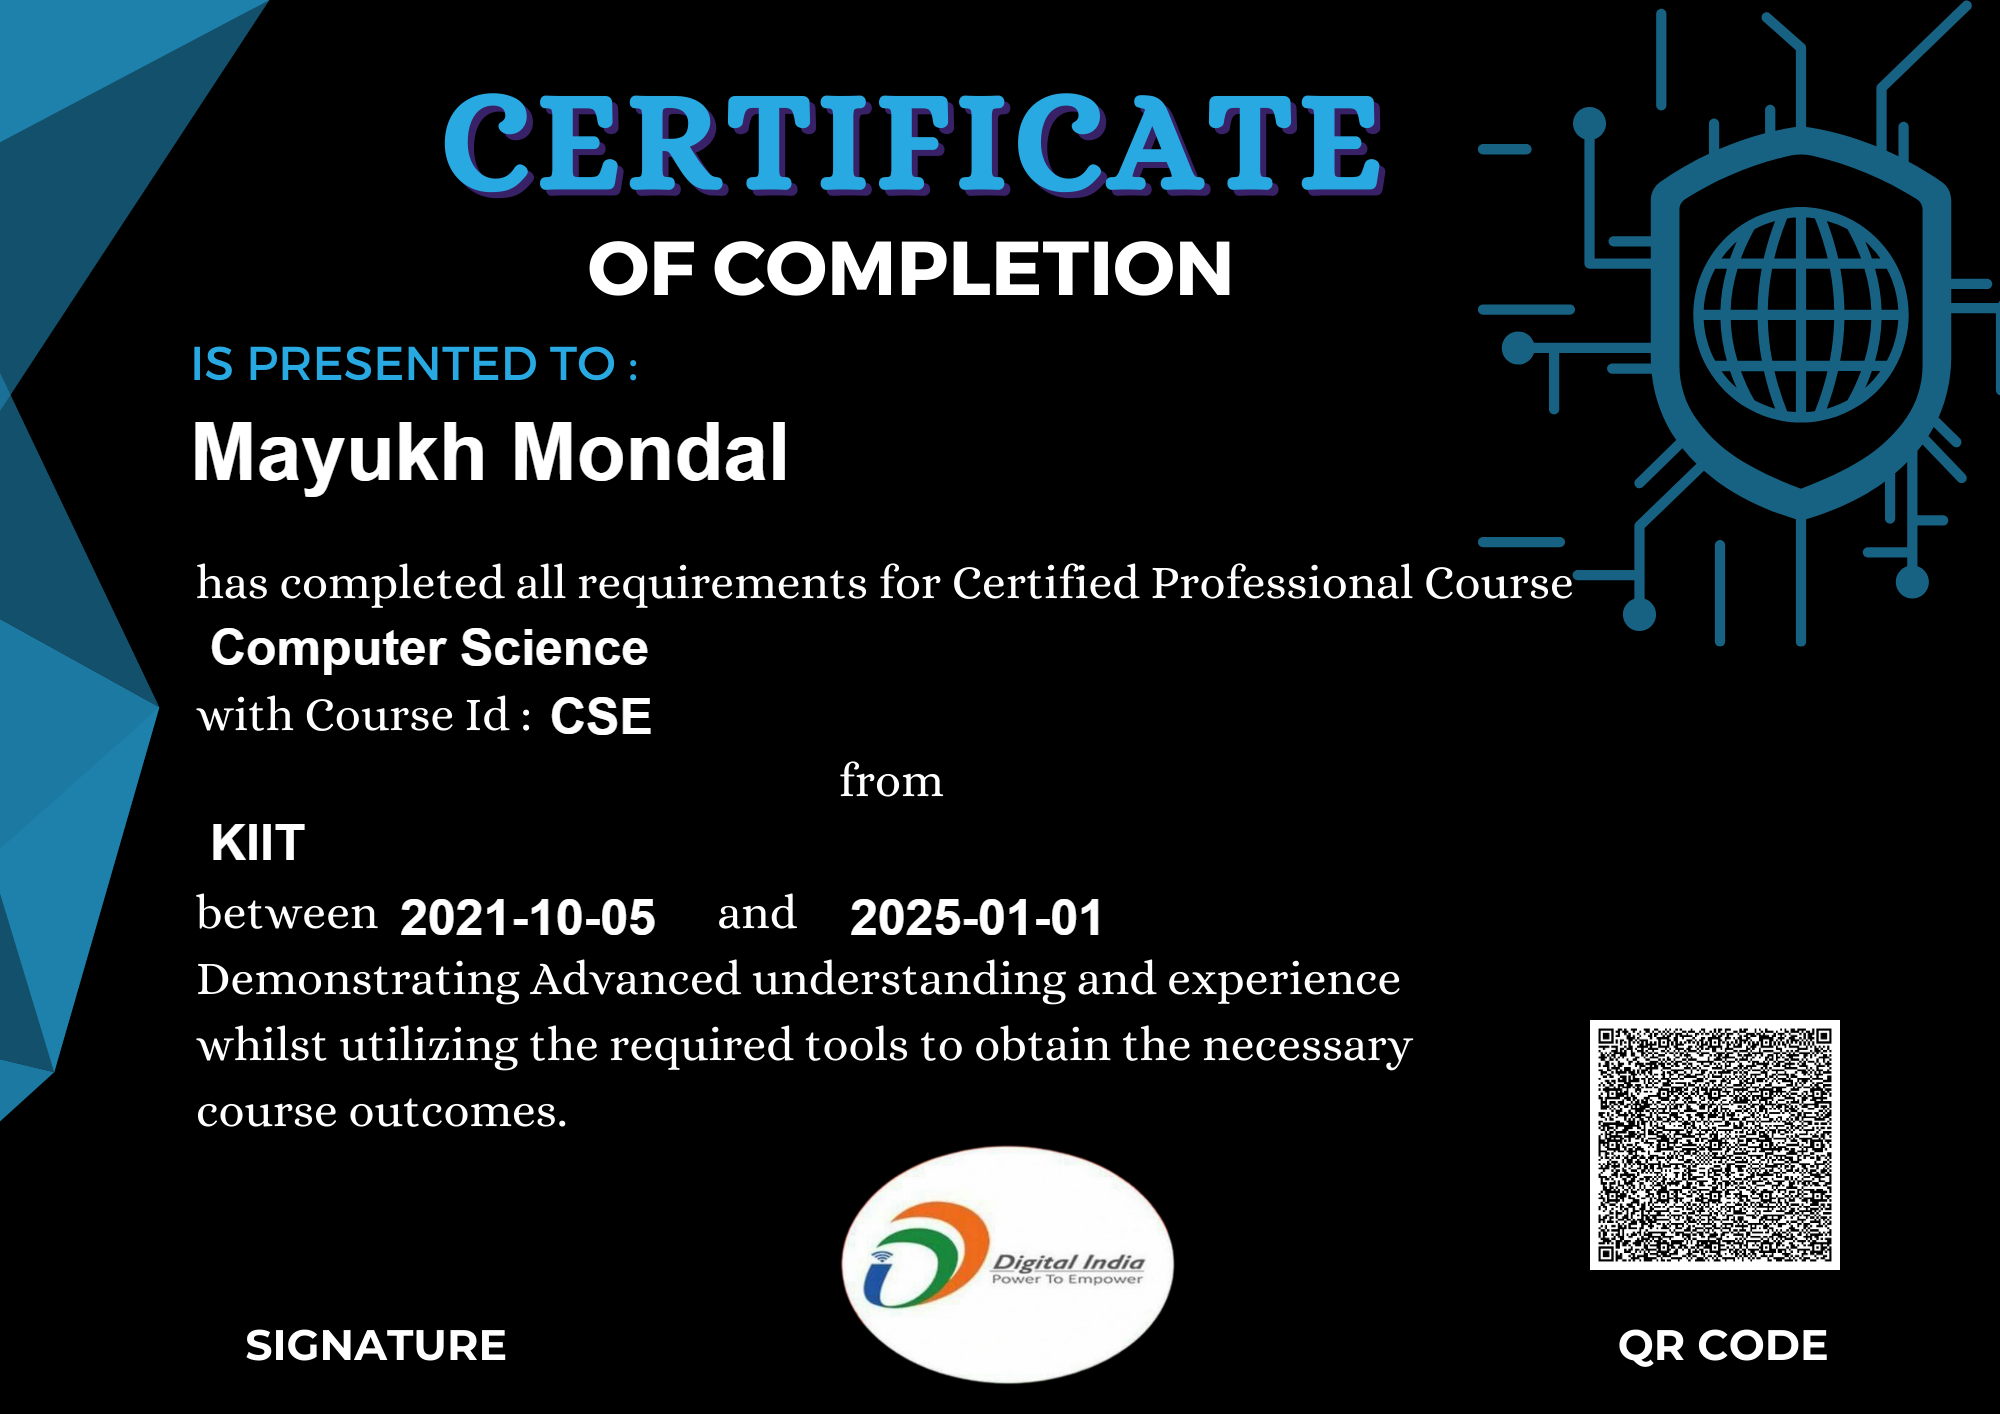 CERTIFICATE
OF COMPLETION
IS PRESENTED TO :
Mayukh Mondal
has completed all requirements for Certified Professional Course
Computer Science
with Course Id : CSE
from
KIIT
between 2021-10-05 and 2025-01-01
Demonstrating Advanced understanding and experience
whilst utilizing the required tools to obtain the necessary
course outcomes.
Digital India
Power To Empower
SIGNATURE
QR CODE